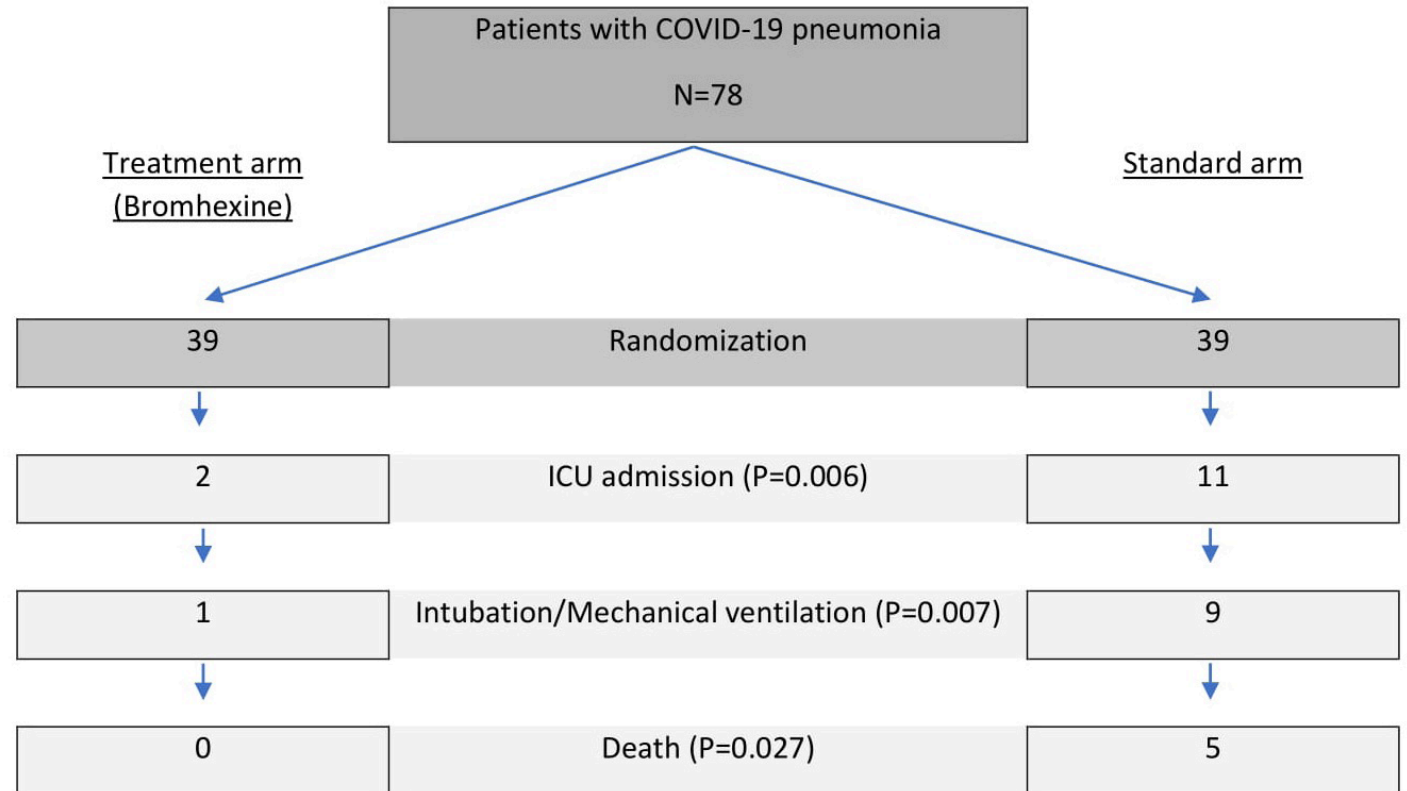 Patients with COVID-19 pneumonia
N=78
Treatment arm
(Bromhexine)
Standard arm
39
Randomization
39
2
ICU admission (P=0.006)
11
1
Intubation/Mechanical ventilation (P=0.007)
9
0
Death (P=0.027)
5